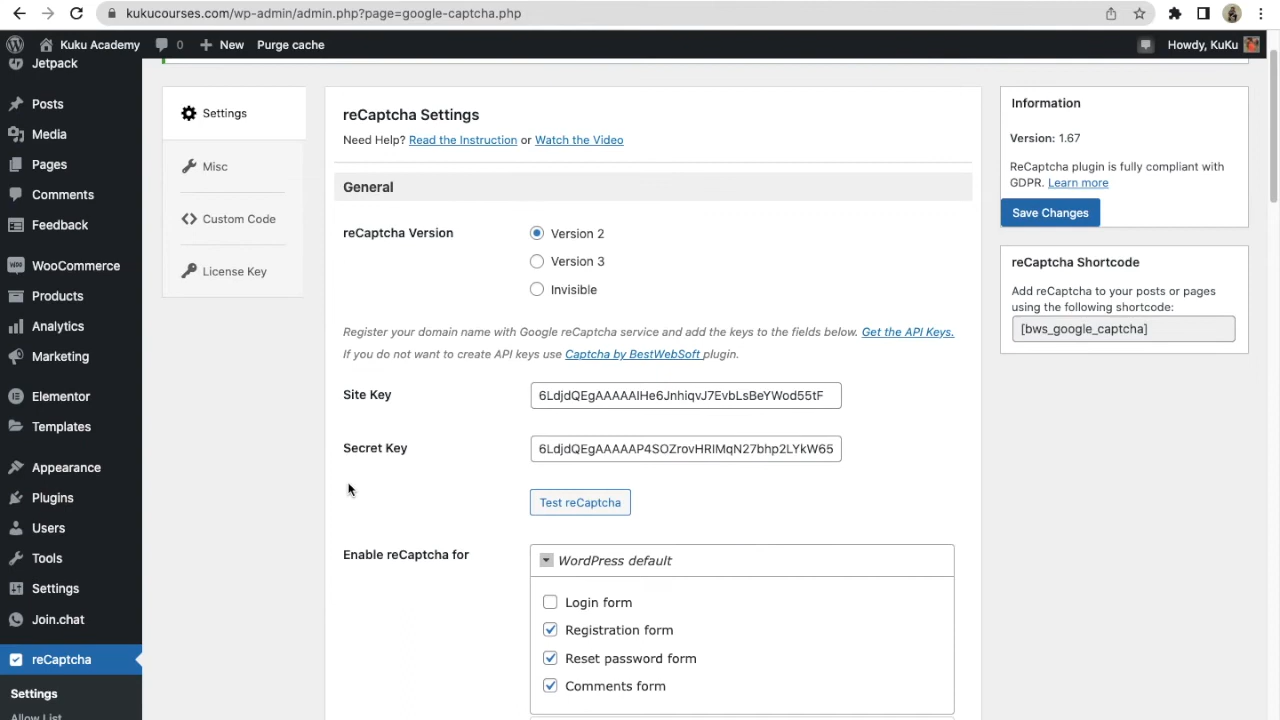 kukucourses.com/wp-admin/admin.php?page=google-captcha.php
Kuku Academy
0
New
Purge cache
Howdy, KuKu
Jetpack
Posts
Media
Pages
Comments
Feedback
WooCommerce
Products
Analytics
Marketing
Elementor
Templates
Appearance
Plugins
Users
Tools
Settings
Join.chat
reCaptcha
Settings
Allow List
Settings
Misc
Custom Code
License Key
reCaptcha Settings
Need Help? Read the Instruction or Watch the Video
General
reCaptcha Version
Version 2
Version 3
Invisible
Register your domain name with Google reCaptcha service and add the keys to the fields below. Get the API Keys.
If you do not want to create API keys use Captcha by BestWebSoft plugin.
Site Key
6LdjdQEgAAAAAIHe6JnhiqvJ7EvbLsBeYWod55tF
Secret Key
6LdjdQEgAAAAAP4SOZrovHRIMqN27bhp2LYkW65
Test reCaptcha
Enable reCaptcha for
WordPress default
Login form
Registration form
Reset password form
Comments form
Information
Version: 1.67
ReCaptcha plugin is fully compliant with
GDPR. Learn more
Save Changes
reCaptcha Shortcode
Add reCaptcha to your posts or pages
using the following shortcode:
[bws_google_captcha]